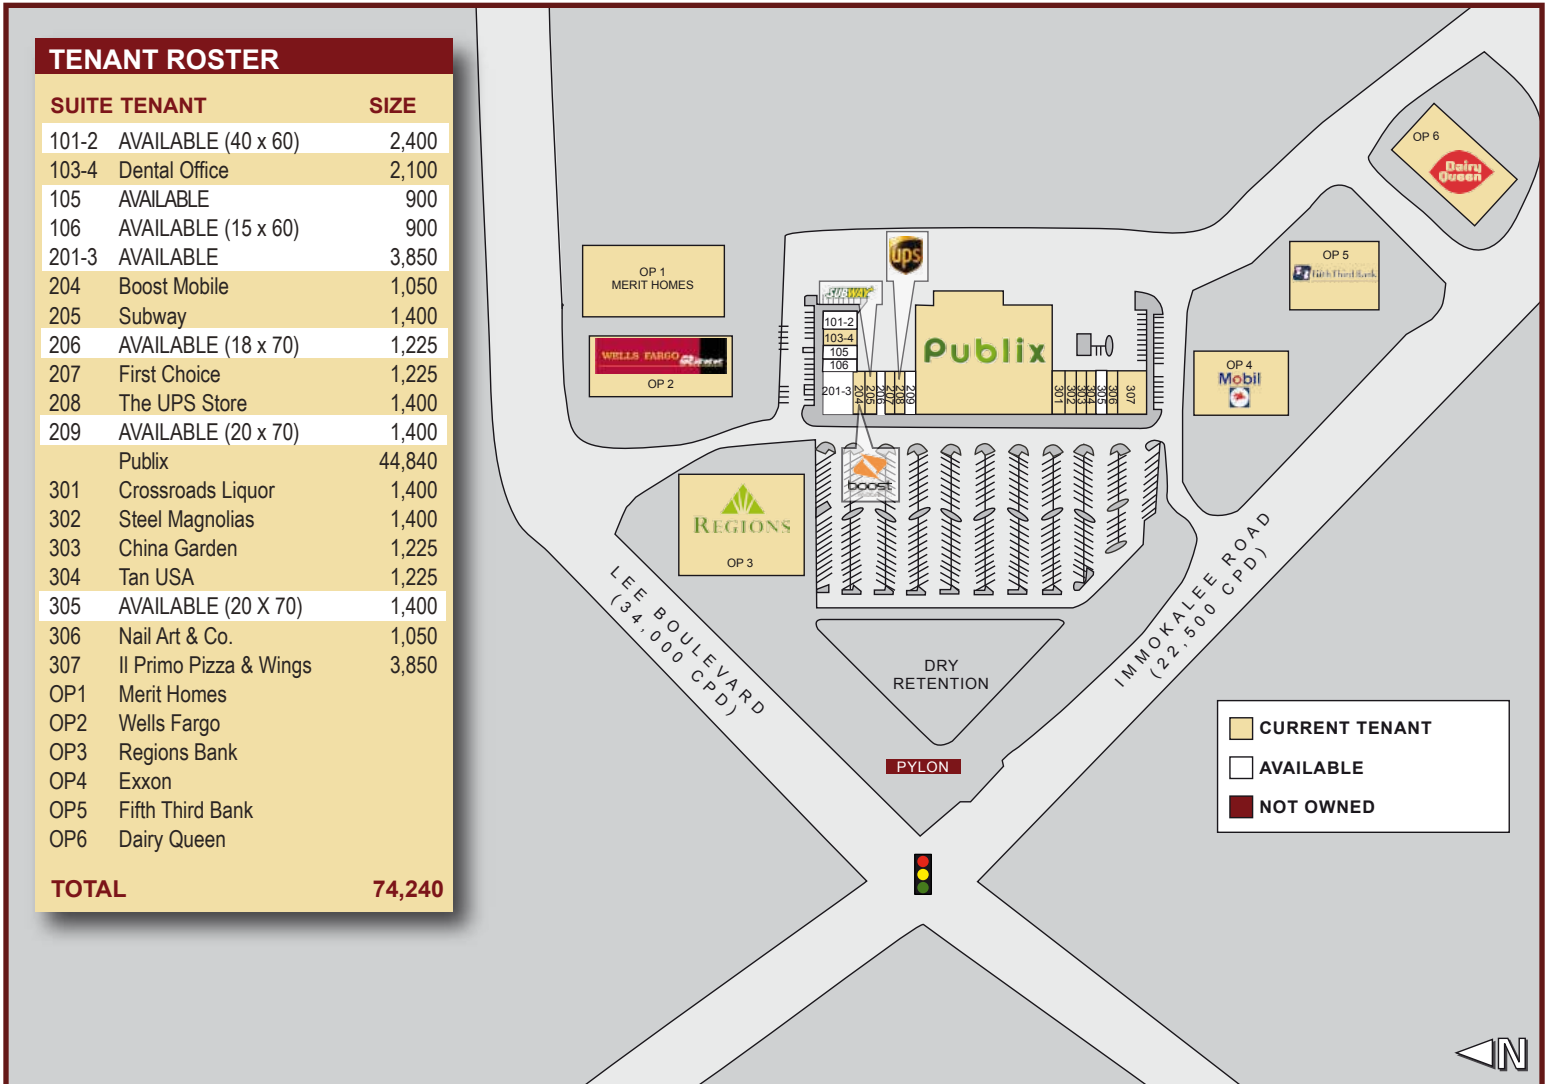 TENANT ROSTER
SUITE TENANT SIZE
101-2 AVAILABLE (40 x 60) 2,400
103-4 Dental Office 2,100
105 AVAILABLE 900
106 AVAILABLE (15 x 60) 900
201-3 AVAILABLE 3,850
204 Boost Mobile 1,050
205 Subway 1,400
206 AVAILABLE (18 x 70) 1,225
207 First Choice 1,225
208 The UPS Store 1,400
209 AVAILABLE (20 x 70) 1,400
Publix 44,840
301 Crossroads Liquor 1,400
302 Steel Magnolias 1,400
303 China Garden 1,225
304 Tan USA 1,225
305 AVAILABLE (20 X 70) 1,400
306 Nail Art & Co. 1,050
307 Il Primo Pizza & Wings 3,850
OP1 Merit Homes
OP2 Wells Fargo
OP3 Regions Bank
OP4 Exxon
OP5 Fifth Third Bank
OP6 Dairy Queen
TOTAL 74,240
OP 6
Dairy
Queen
OP 5
Fifth Third Bank
OP 1
MERIT HOMES
ups
SUBWAY
WELLS FARGO
OP 2
101-2
103-4
105
106
201-3
204
205
206
207
208
209
Publix
301
302
303
304
305
306
307
OP 4
Mobil
boost
REGIONS
OP 3
LEE BOULEVARD
(34,000 CPD)
IMMOKALEE ROAD
(22,500 CPD)
DRY
RETENTION
PYLON
CURRENT TENANT
AVAILABLE
NOT OWNED
N